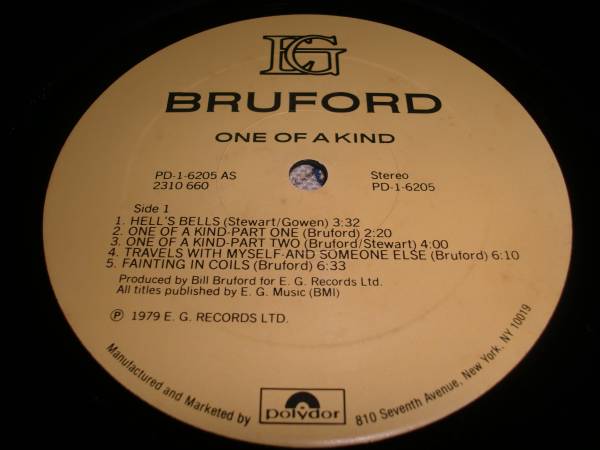 EG
BRUFORD
ONE OF A KIND
PD-1-6205 AS
2310 660
Stereo
PD-1-6205
Side 1
1. HELL'S BELLS (Stewart/Gowen) 3:32
2. ONE OF A KIND-PART ONE (Bruford) 2:20
3. ONE OF A KIND-PART TWO (Bruford/Stewart) 4:00
4. TRAVELS WITH MYSELF-AND SOMEONE ELSE (Bruford) 6:10
5. FAINTING IN COILS (Bruford) 6:33
Produced by Bill Bruford for E. G. Records Ltd.
All titles published by E. G. Music (BMI)
℗ 1979 E. G. RECORDS LTD.
Manufactured and Marketed by polydor 810 Seventh Avenue, New York, NY 10019